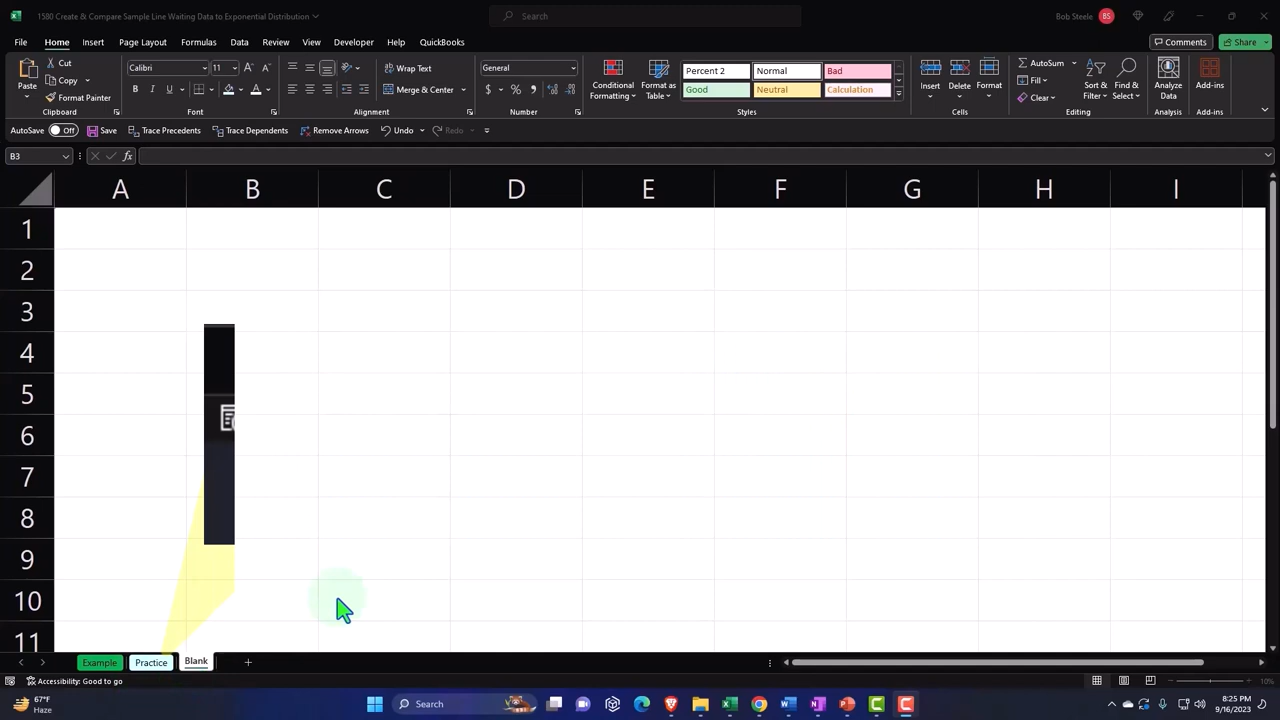 1580 Create & Compare Sample Line Waiting Data to Exponential Distribution
Search
Bob Steele BS
File Home Insert Page Layout Formulas Data Review View Developer Help QuickBooks
Comments Share
Paste Cut Copy Format Painter
Clipboard
Calibri 11
Font
Wrap Text
Merge & Center
Alignment
General
Number
Conditional Formatting
Format as Table
Percent 2 Normal Bad
Good Neutral Calculation
Styles
Insert Delete Format
Cells
AutoSum
Fill
Clear
Sort & Filter
Find & Select
Editing
Analyze Data
Analysis
Add-ins
Add-ins
AutoSave Off Save Trace Precedents Trace Dependents Remove Arrows Undo Redo
B3 fx
A B C D E F G H I
1
2
3
4
5
6
7
8
9
10
11
Example Practice Blank
Accessibility: Good to go
10%
67°F
Haze
Search
8:25 PM
9/16/2023